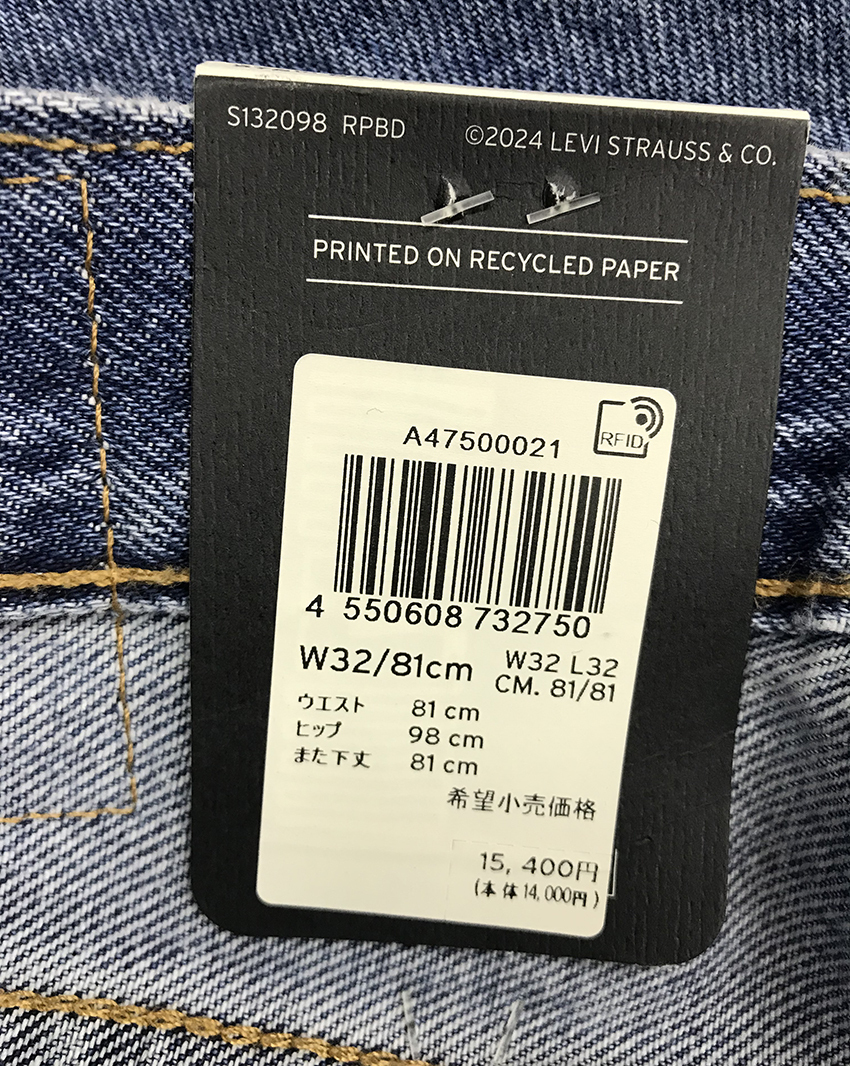 S132098 RPBD ©2024 LEVI STRAUSS & CO.
PRINTED ON RECYCLED PAPER
RFID
A47500021
4 550608 732750
W32/81cm W32 L32
CM. 81/81
ウエスト 81 cm
ヒップ 98 cm
また下丈 81 cm
希望小売価格
15,400円
(本体14,000円)